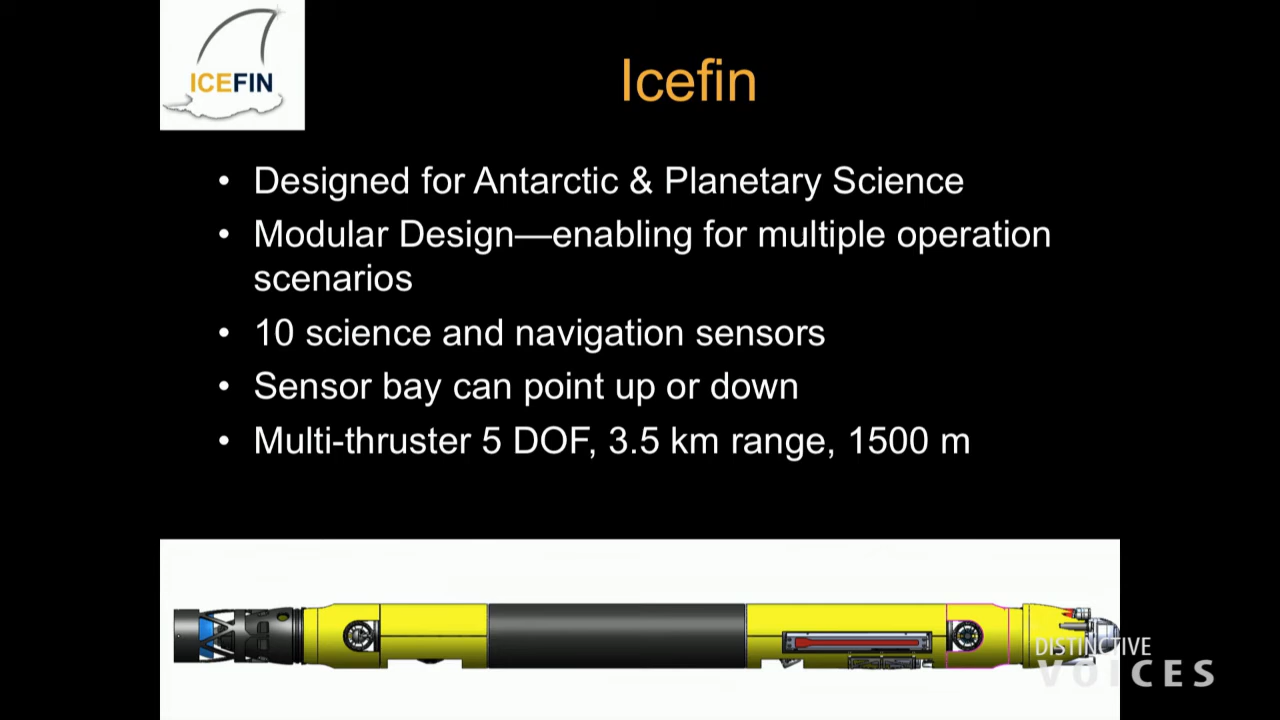 ICEFIN
Icefin
• Designed for Antarctic & Planetary Science
• Modular Design—enabling for multiple operation
scenarios
• 10 science and navigation sensors
• Sensor bay can point up or down
• Multi-thruster 5 DOF, 3.5 km range, 1500 m
DISTINCTIVE
VOICES